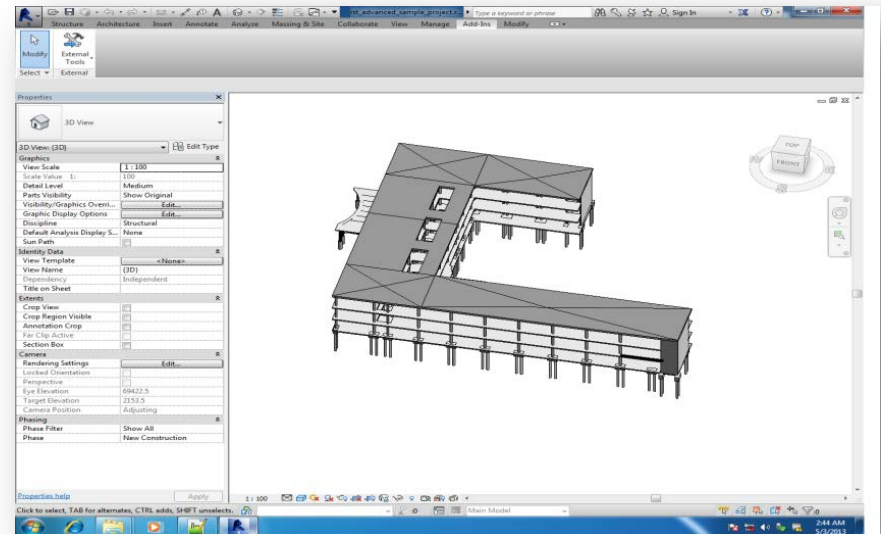 rst_advanced_sample_project.r...
Type a keyword or phrase
Sign In
Structure Architecture Insert Annotate Analyze Massing & Site Collaborate View Manage Add-Ins Modify
Modify
External
Tools
Select External
Properties
3D View
3D View: {3D}
Edit Type
Graphics
View Scale 1 : 100
Scale Value 1: 100
Detail Level Medium
Parts Visibility Show Original
Visibility/Graphics Overri... Edit...
Graphic Display Options Edit...
Discipline Structural
Default Analysis Display S... None
Sun Path
Identity Data
View Template <None>
View Name {3D}
Dependency Independent
Title on Sheet
Extents
Crop View
Crop Region Visible
Annotation Crop
Far Clip Active
Section Box
Camera
Rendering Settings Edit...
Locked Orientation
Perspective
Eye Elevation 69422.5
Target Elevation 2153.5
Camera Position Adjusting
Phasing
Phase Filter Show All
Phase New Construction
Properties help
Apply
TOP
FRONT
1 : 100
Click to select, TAB for alternates, CTRL adds, SHIFT unselects.
:0
Main Model
:0
2:44 AM
5/3/2013